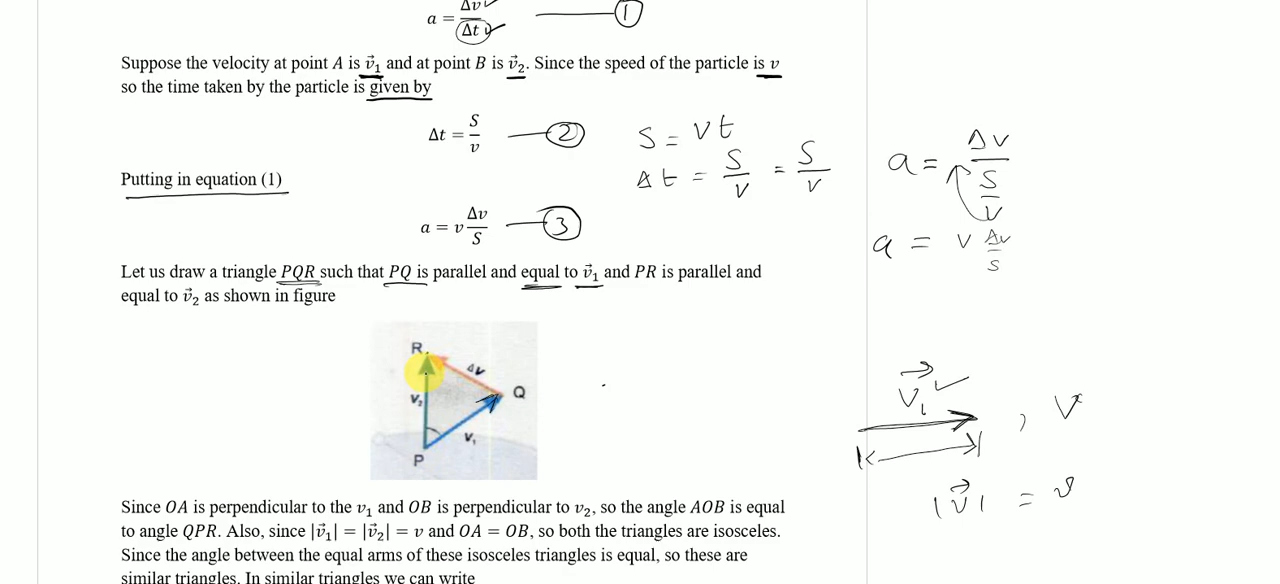 a = Δv / Δt ① 
Suppose the velocity at point A is v⃗₁ and at point B is v⃗₂. Since the speed of the particle is v
so the time taken by the particle is given by
Δt = S / v ②
S = vt
Δt = S / v = S / v
Putting in equation (1)
a = v Δv / S ③
a = Δv / (S / v)
a = v Δv / s
Let us draw a triangle PQR such that PQ is parallel and equal to v⃗₁ and PR is parallel and
equal to v⃗₂ as shown in figure
R
Δv
Q
v₂
v₁
P
V⃗₁ , V
|v⃗| = v
Since OA is perpendicular to the v₁ and OB is perpendicular to v₂, so the angle AOB is equal
to angle QPR. Also, since |v⃗₁| = |v⃗₂| = v and OA = OB, so both the triangles are isosceles.
Since the angle between the equal arms of these isosceles triangles is equal, so these are
similar triangles. In similar triangles we can write